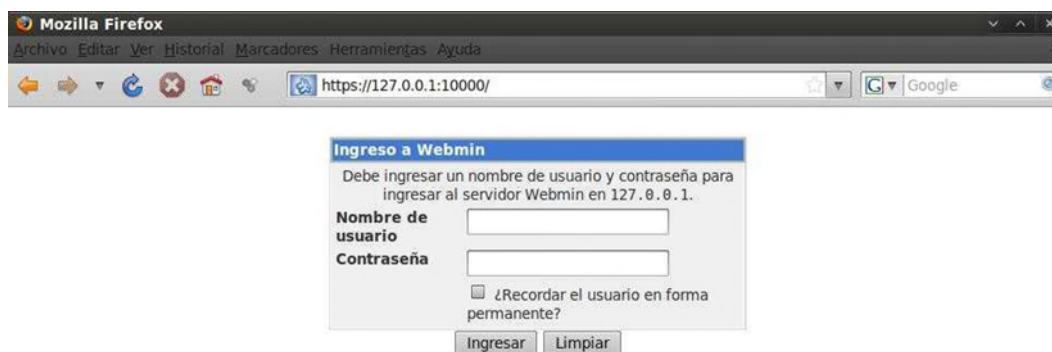 Mozilla Firefox
Archivo Editar Ver Historial Marcadores Herramientas Ayuda
https://127.0.0.1:10000/
G Google
Ingreso a Webmin
Debe ingresar un nombre de usuario y contraseña para
ingresar al servidor Webmin en 127.0.0.1.
Nombre de
usuario
Contraseña
¿Recordar el usuario en forma
permanente?
Ingresar Limpiar